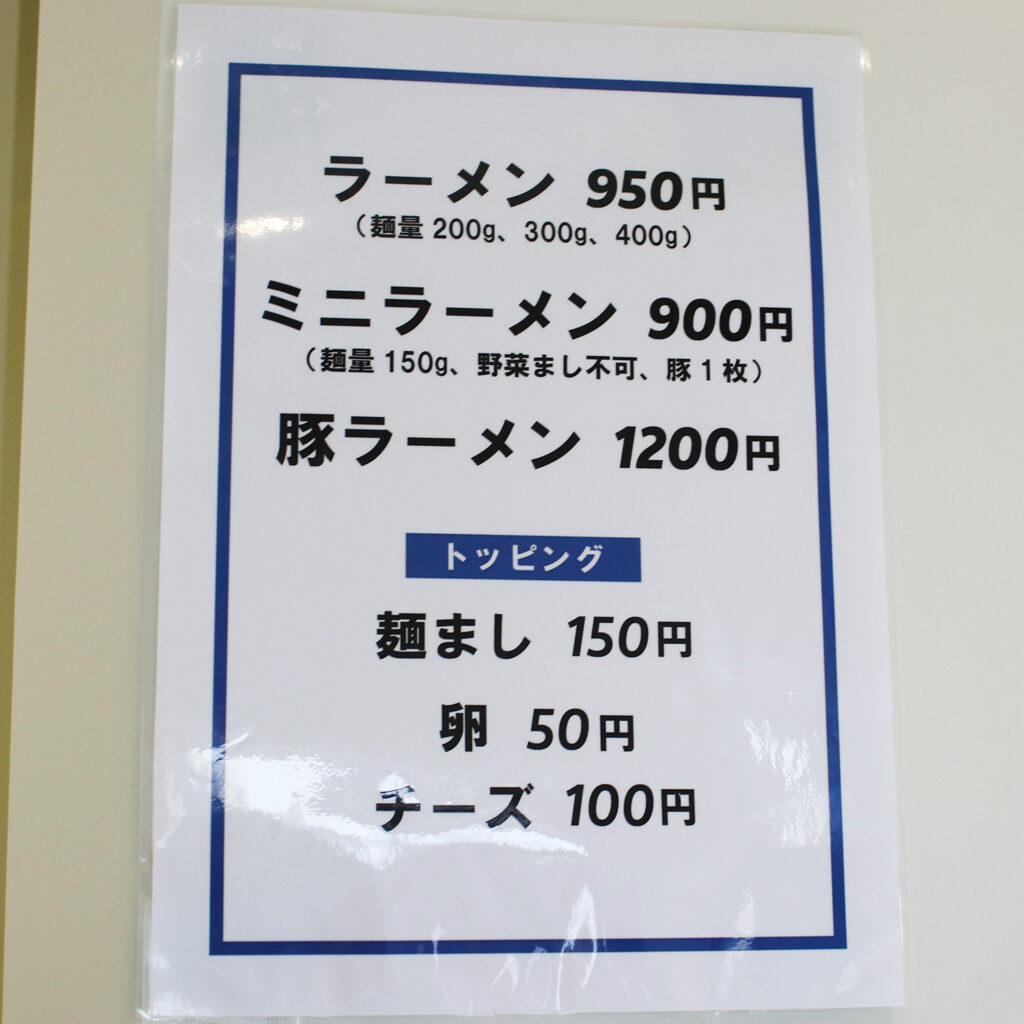 ラーメン 950円
（麺量 200g、300g、400g）
ミニラーメン 900円
（麺量 150g、野菜まし不可、豚1枚）
豚ラーメン 1200円
トッピング
麺まし 150円
卵 50円
チーズ 100円